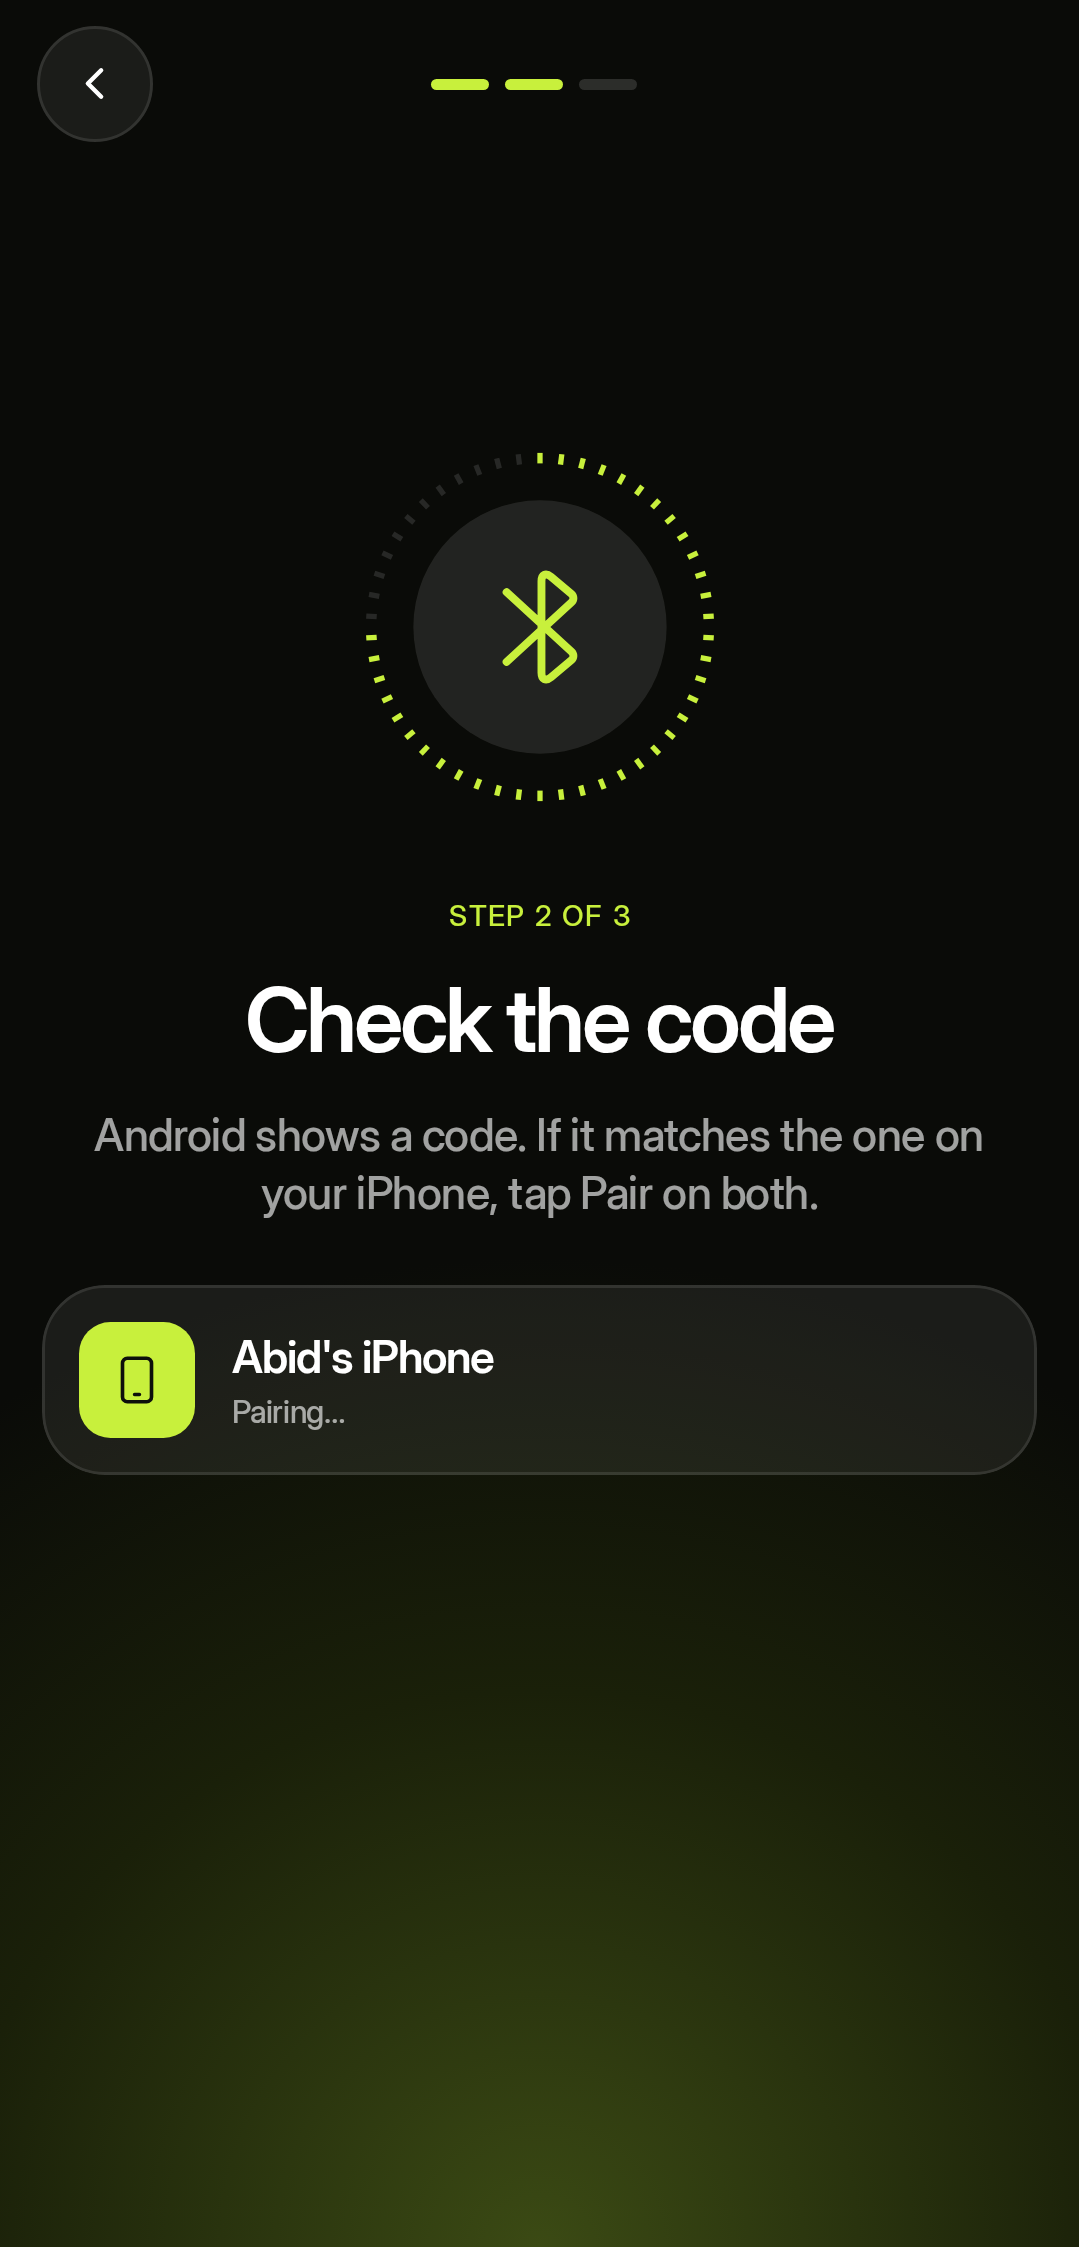 STEP 2 OF 3
Check the code
Android shows a code. If it matches the one on
your iPhone, tap Pair on both.
Abid's iPhone
Pairing...